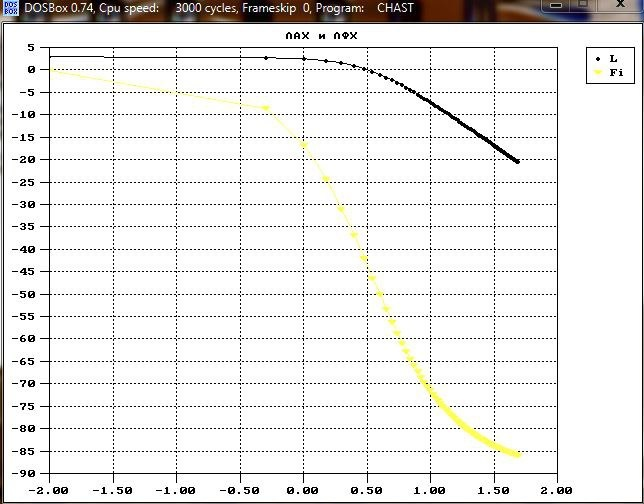 DOSBox 0.74, Cpu speed: 3000 cycles, Frameskip 0, Program: CHAST
DOS
BOX
ЛАХ и ЛФХ
L
Fi
5
0
-5
-10
-15
-20
-25
-30
-35
-40
-45
-50
-55
-60
-65
-70
-75
-80
-85
-90
-2.00 -1.50 -1.00 -0.50 0.00 0.50 1.00 1.50 2.00